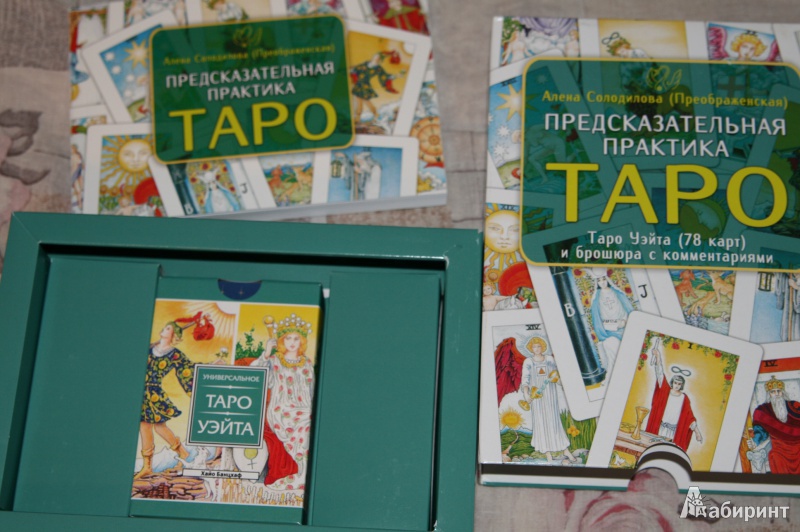 Алена Солодилова (Преображенская)
ПРЕДСКАЗАТЕЛЬНАЯ
ПРАКТИКА
ТАРО
Алена Солодилова (Преображенская)
ПРЕДСКАЗАТЕЛЬНАЯ
ПРАКТИКА
ТАРО
Таро Уэйта (78 карт)
и брошюра с комментариями
УНИВЕРСАЛЬНОЕ
ТАРО
УЭЙТА
Хайо Банцхаф
B J
B J
XIV
Лабиринт